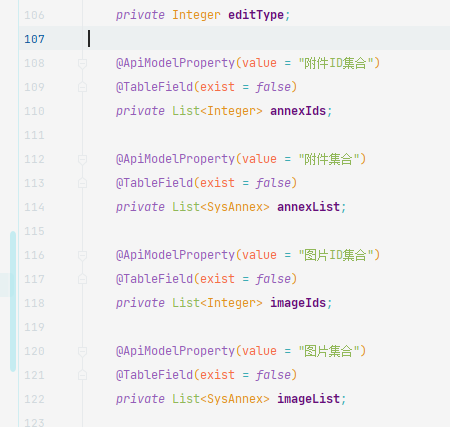 106 private Integer editType;
107
108 @ApiModelProperty(value = "附件ID集合")
109 @TableField(exist = false)
110 private List<Integer> annexIds;
111
112 @ApiModelProperty(value = "附件集合")
113 @TableField(exist = false)
114 private List<SysAnnex> annexList;
115
116 @ApiModelProperty(value = "图片ID集合")
117 @TableField(exist = false)
118 private List<Integer> imageIds;
119
120 @ApiModelProperty(value = "图片集合")
121 @TableField(exist = false)
122 private List<SysAnnex> imageList;
123